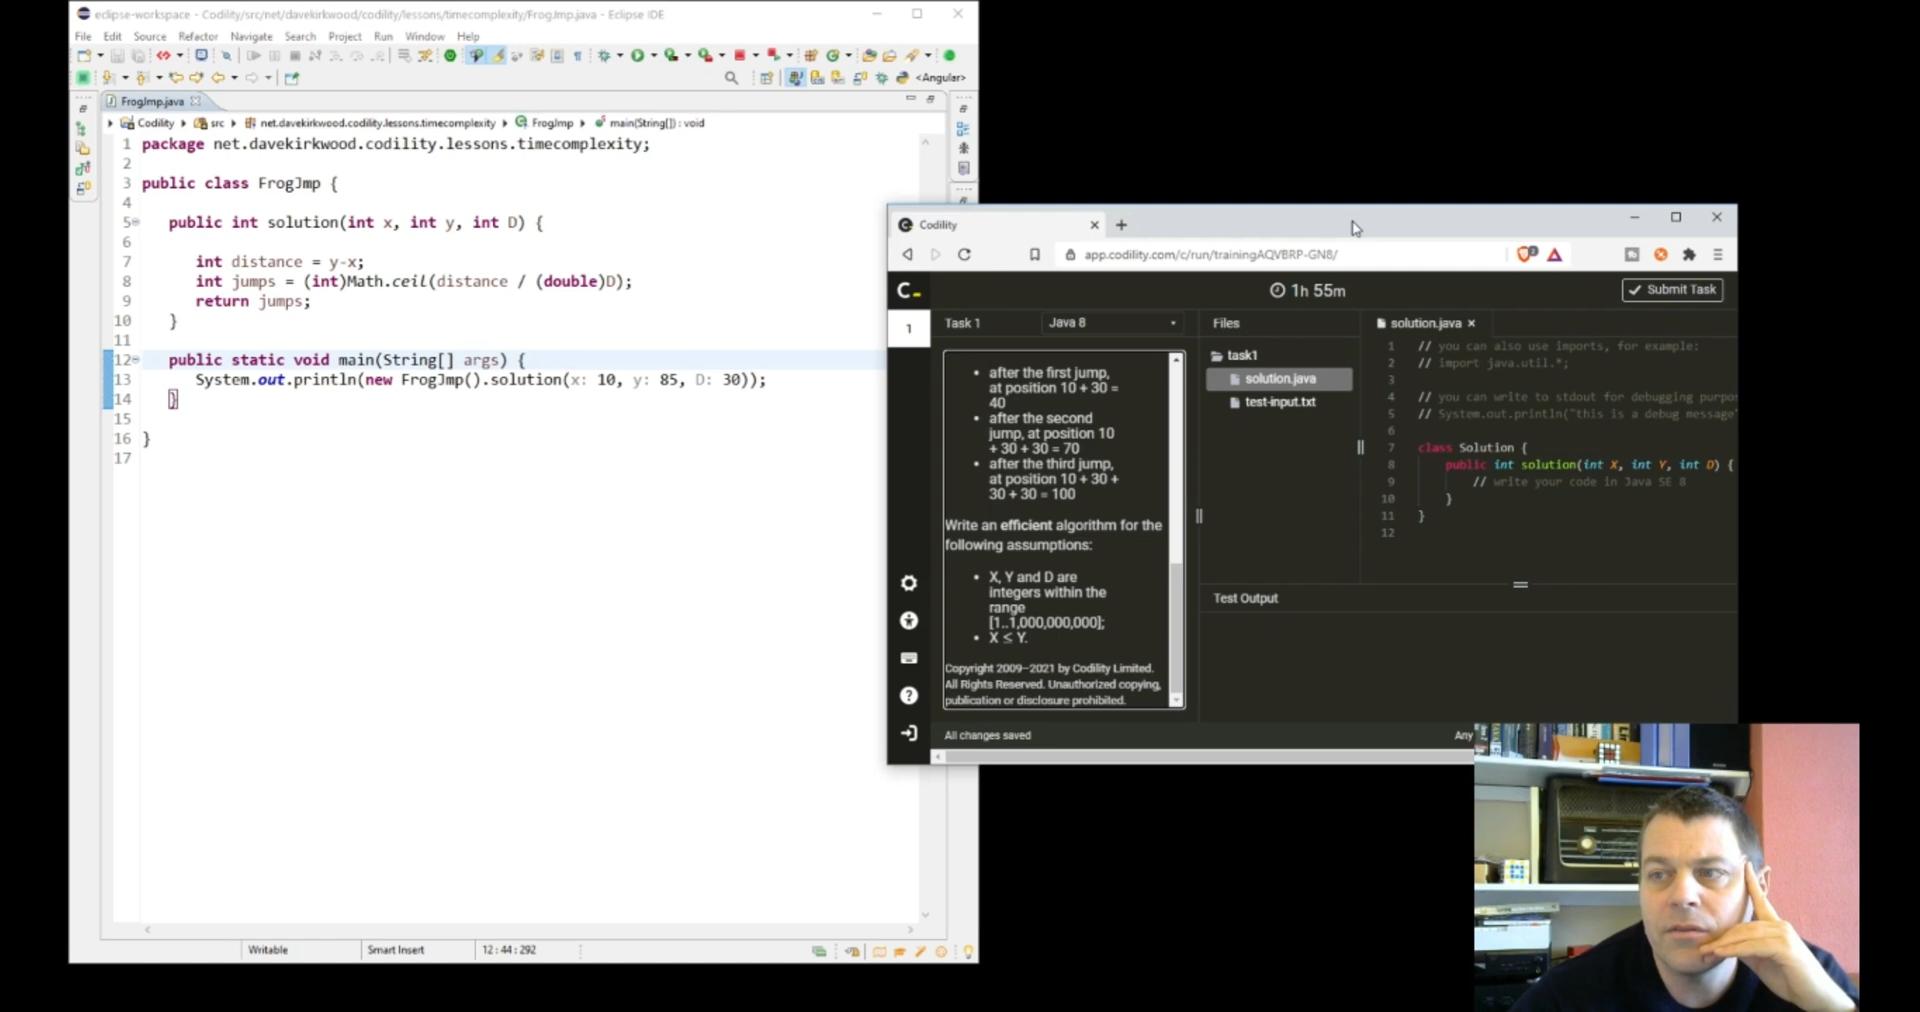 eclipse-workspace - Codility/src/net/davekirkwood/codility/lessons/timecomplexity/FrogJmp.java - Eclipse IDE
File Edit Source Refactor Navigate Search Project Run Window Help
<Angular>
FrogJmp.java
Codility src net.davekirkwood.codility.lessons.timecomplexity FrogJmp main(String[]) : void
1 package net.davekirkwood.codility.lessons.timecomplexity;
2
3 public class FrogJmp {
4
5 public int solution(int x, int y, int D) {
6
7 int distance = y-x;
8 int jumps = (int)Math.ceil(distance / (double)D);
9 return jumps;
10 }
11
12 public static void main(String[] args) {
13 System.out.println(new FrogJmp().solution(x: 10, y: 85, D: 30));
14 }
15
16 }
17
Writable Smart Insert 12:44:292
Codility
app.codility.com/c/run/trainingAQVBRP-GN8/
C_
1h 55m
Submit Task
1
Task 1 Java 8
after the first jump,
at position 10 + 30 =
40
after the second
jump, at position 10
+ 30 + 30 = 70
after the third jump,
at position 10 + 30 +
30 + 30 = 100
Write an efficient algorithm for the
following assumptions:
X, Y and D are
integers within the
range
[1..1,000,000,000];
X ≤ Y.
Copyright 2009–2021 by Codility Limited.
All Rights Reserved. Unauthorized copying,
publication or disclosure prohibited.
All changes saved
Files
task1
solution.java
test-input.txt
solution.java
1 // you can also use imports, for example:
2 // import java.util.*;
3
4 // you can write to stdout for debugging purpos
5 // System.out.println("this is a debug message"
6
7 class Solution {
8 public int solution(int X, int Y, int D) {
9 // write your code in Java SE 8
10 }
11 }
12
Test Output
Any